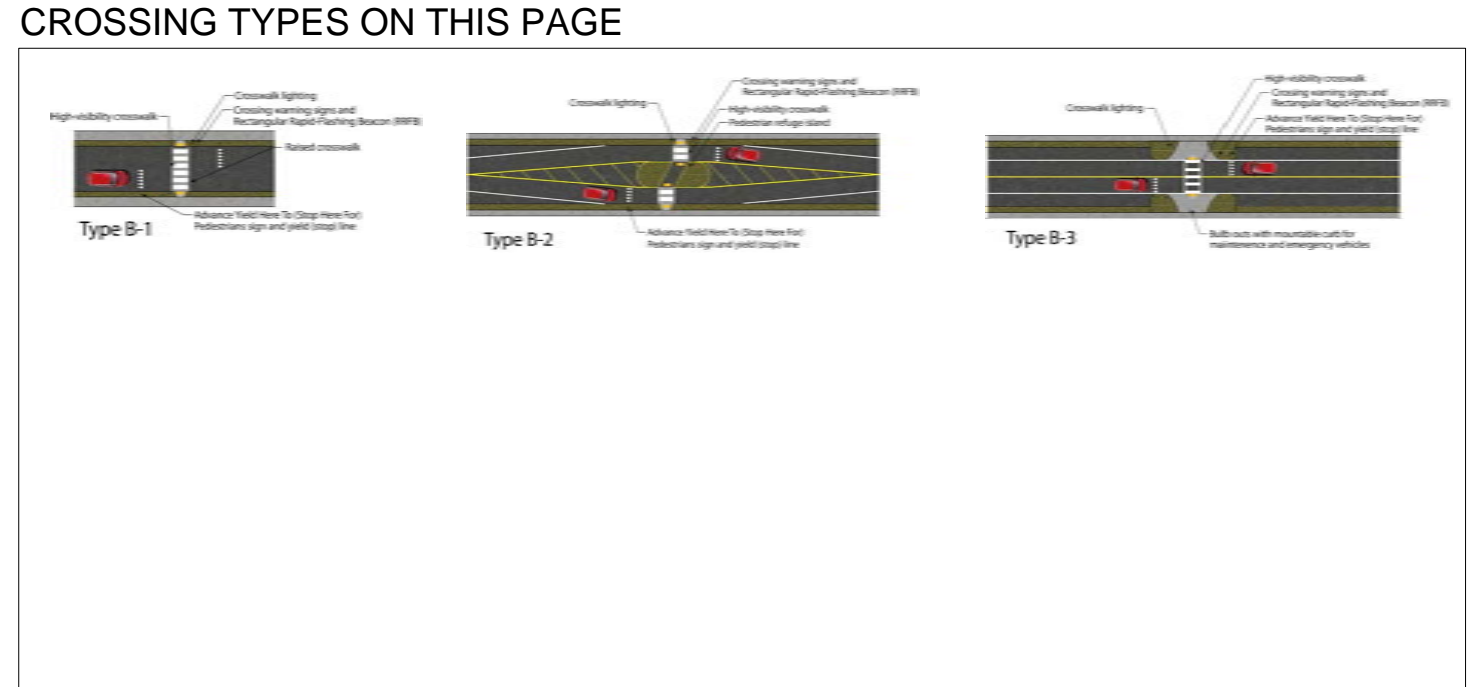 CROSSING TYPES ON THIS PAGE
High-visibility crosswalk
Crosswalk lighting
Crossing warning signs and
Rectangular Rapid-Flashing Beacon (RRFB)
Raised crosswalk
Advance Yield Here To (Stop Here For)
Pedestrians sign and yield (stop) line
Type B-1
Crosswalk lighting
Crossing warning signs and
Rectangular Rapid-Flashing Beacon (RRFB)
High-visibility crosswalk
Pedestrian refuge island
Advance Yield Here To (Stop Here For)
Pedestrians sign and yield (stop) line
Type B-2
Crosswalk lighting
High-visibility crosswalk
Crossing warning signs and
Rectangular Rapid-Flashing Beacon (RRFB)
Advance Yield Here To (Stop Here For)
Pedestrians sign and yield (stop) line
Bulb outs with mountable curb for
maintenence and emergency vehicles
Type B-3